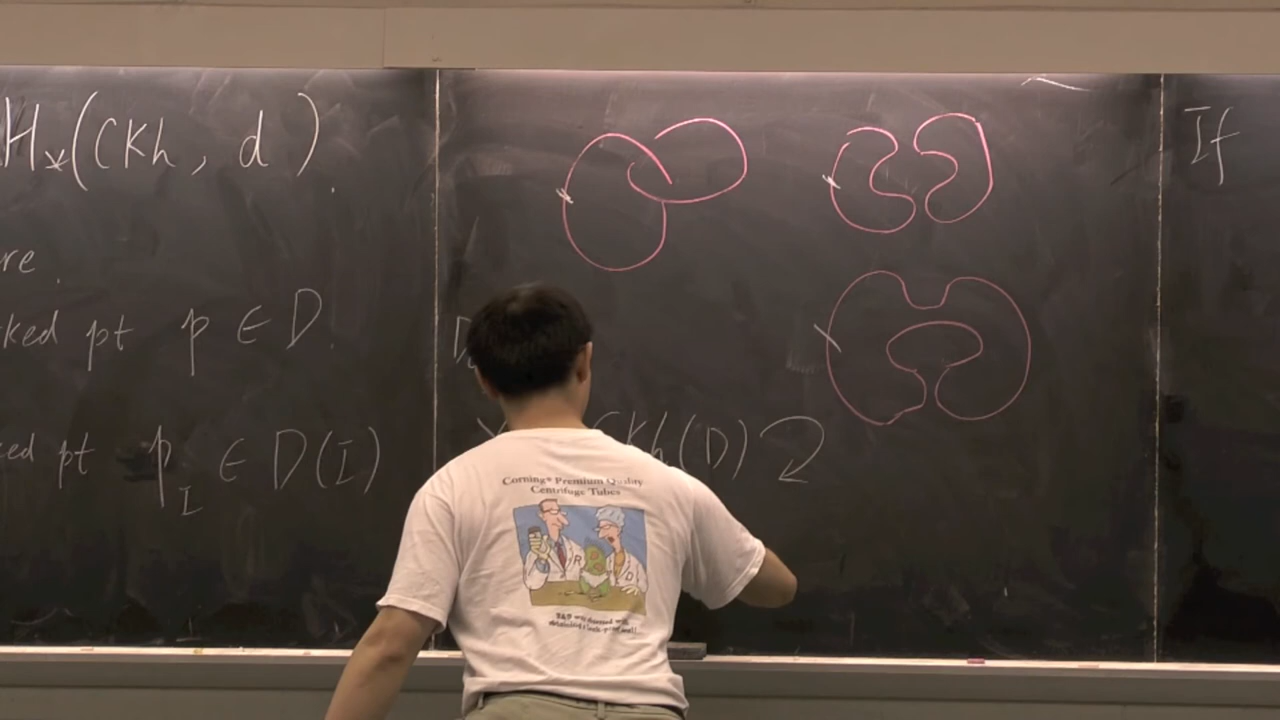 H_*(CKh, d).
re.
ked pt p ∈ D.
ed pt p_I ∈ D(I)
D
X CKh(D)
If
Corning® Premium Quality
Centrifuge Tubes
R
D